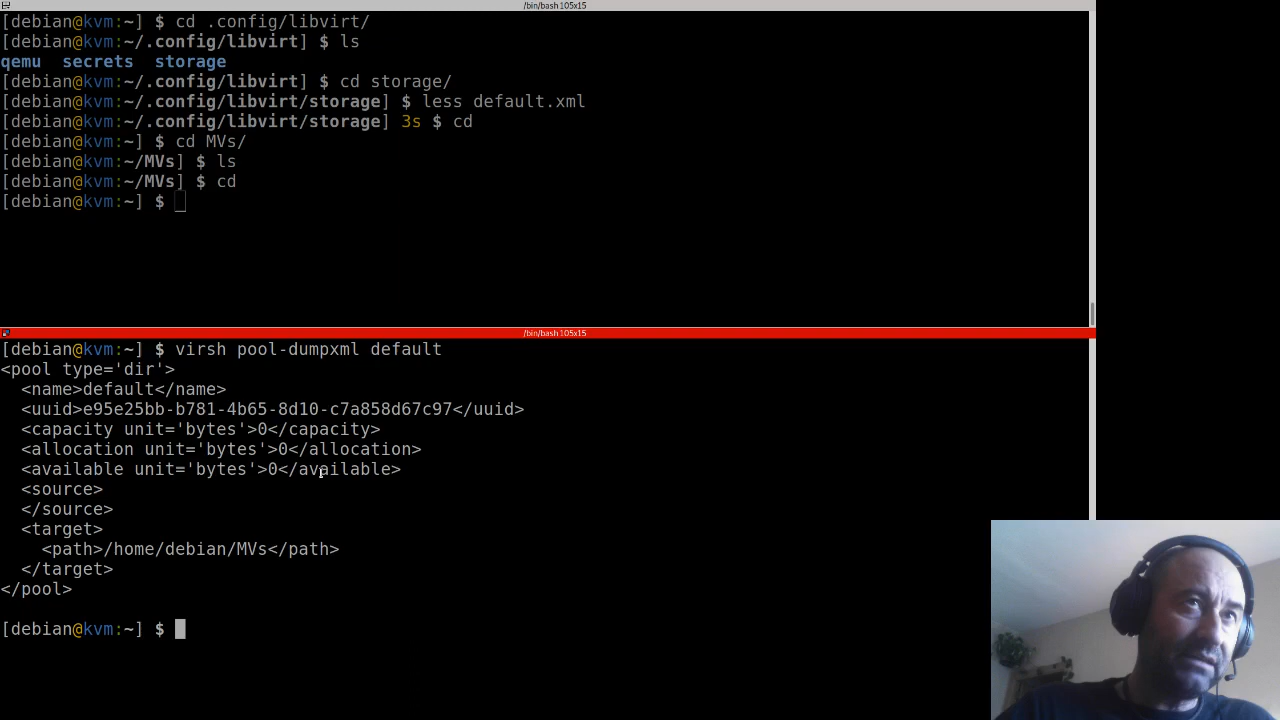 /bin/bash 105x15
[debian@kvm:~] $ cd .config/libvirt/
[debian@kvm:~/.config/libvirt] $ ls
qemu  secrets  storage
[debian@kvm:~/.config/libvirt] $ cd storage/
[debian@kvm:~/.config/libvirt/storage] $ less default.xml
[debian@kvm:~/.config/libvirt/storage] 3s $ cd
[debian@kvm:~] $ cd MVs/
[debian@kvm:~/MVs] $ ls
[debian@kvm:~/MVs] $ cd
[debian@kvm:~] $
/bin/bash 105x15
[debian@kvm:~] $ virsh pool-dumpxml default
<pool type='dir'>
  <name>default</name>
  <uuid>e95e25bb-b781-4b65-8d10-c7a858d67c97</uuid>
  <capacity unit='bytes'>0</capacity>
  <allocation unit='bytes'>0</allocation>
  <available unit='bytes'>0</available>
  <source>
  </source>
  <target>
    <path>/home/debian/MVs</path>
  </target>
</pool>
[debian@kvm:~] $